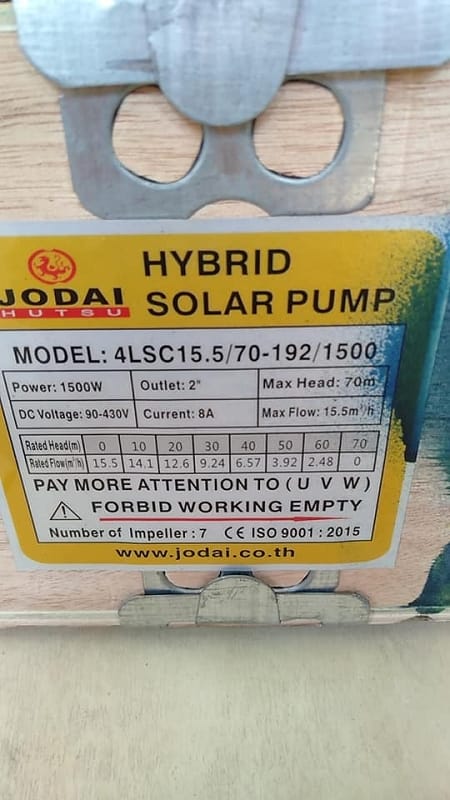 HYBRID
SOLAR PUMP
JODAI
HUTSU
MODEL: 4LSC15.5/70-192/1500
Power: 1500W Outlet: 2" Max Head: 70m
DC Voltage: 90-430V Current: 8A Max Flow: 15.5m³/h
Rated Head(m) 0 10 20 30 40 50 60 70
Rated Flow(m³/h) 15.5 14.1 12.6 9.24 6.57 3.92 2.48 0
PAY MORE ATTENTION TO ( U V W )
FORBID WORKING EMPTY
Number of Impeller : 7 CE ISO 9001 : 2015
www.jodai.co.th